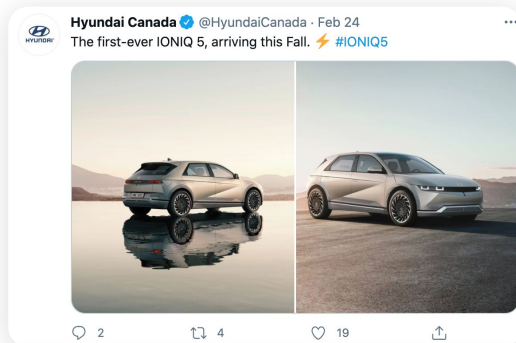 Hyundai Canada @HyundaiCanada · Feb 24
HYUNDAI
The first-ever IONIQ 5, arriving this Fall. ⚡ #IONIQ5
2 4 19